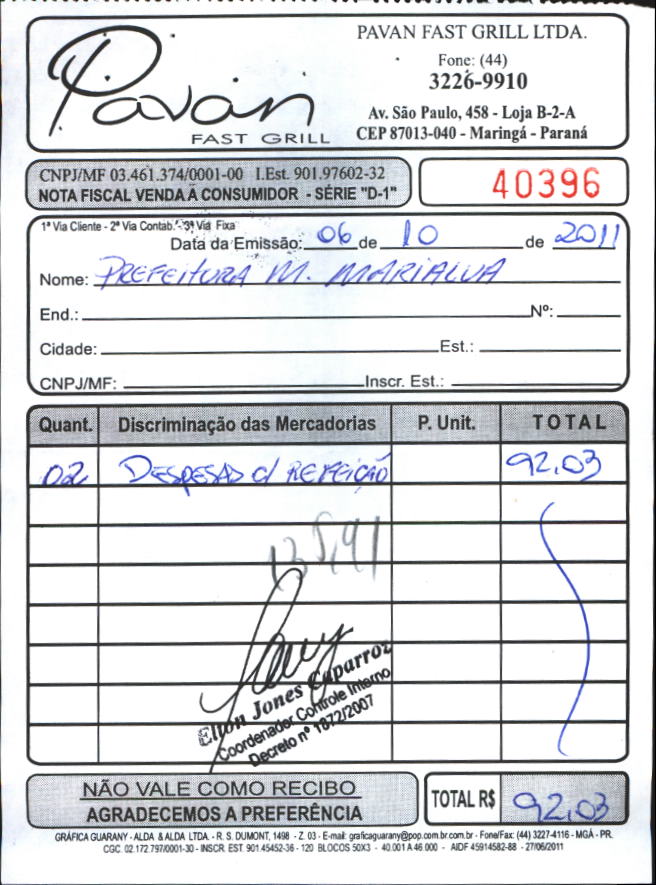 Pavan
FAST GRILL
PAVAN FAST GRILL LTDA.
Fone: (44)
3226-9910
Av. São Paulo, 458 - Loja B-2-A
CEP 87013-040 - Maringá - Paraná
CNPJ/MF 03.461.374/0001-00 I.Est. 901.97602-32
NOTA FISCAL VENDA À CONSUMIDOR - SÉRIE "D-1"
40396
1ª Via Cliente - 2ª Via Contab. - 3ª Via Fixa
Data da Emissão: 06 de 10 de 2011
Nome: PREFEITURA M. MARIALVA
End.: Nº:
Cidade: Est.:
CNPJ/MF: Inscr. Est.:
Quant. Discriminação das Mercadorias P. Unit. TOTAL
02 DESPESAS C/ REFEIÇÃO 92,03
Elton Jones Caparroz
Coordenador Controle Interno
Decreto nº 1872/2007
NÃO VALE COMO RECIBO
AGRADECEMOS A PREFERÊNCIA
TOTAL R$ 92,03
GRÁFICA GUARANY - ALDA & ALDA LTDA. - R. S. DUMONT, 1498 - Z. 03 - E-mail: graficaguarany@pop.com.br.com.br - Fone/Fax: (44) 3227-4116 - MGÁ - PR.
CGC. 02.172.797/0001-30 - INSCR. EST. 901.45452-36 - 120 BLOCOS 50X3 - 40.001 A 46.000 - AIDF 45914582-88 - 27/06/2011